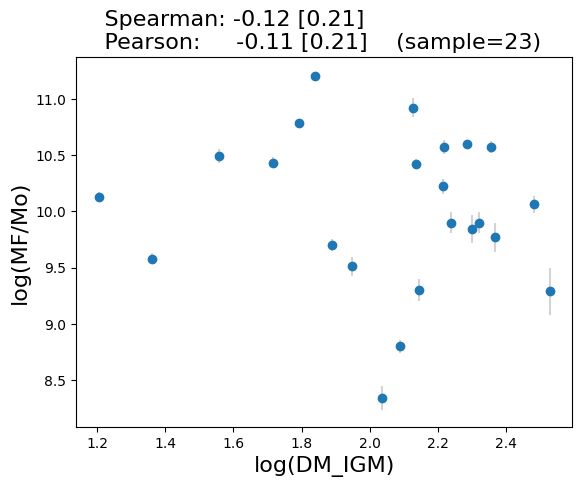 Spearman: -0.12 [0.21]
Pearson: -0.11 [0.21] (sample=23)
11.0
10.5
10.0
9.5
9.0
8.5
log(MF/Mo)
1.2 1.4 1.6 1.8 2.0 2.2 2.4
log(DM_IGM)